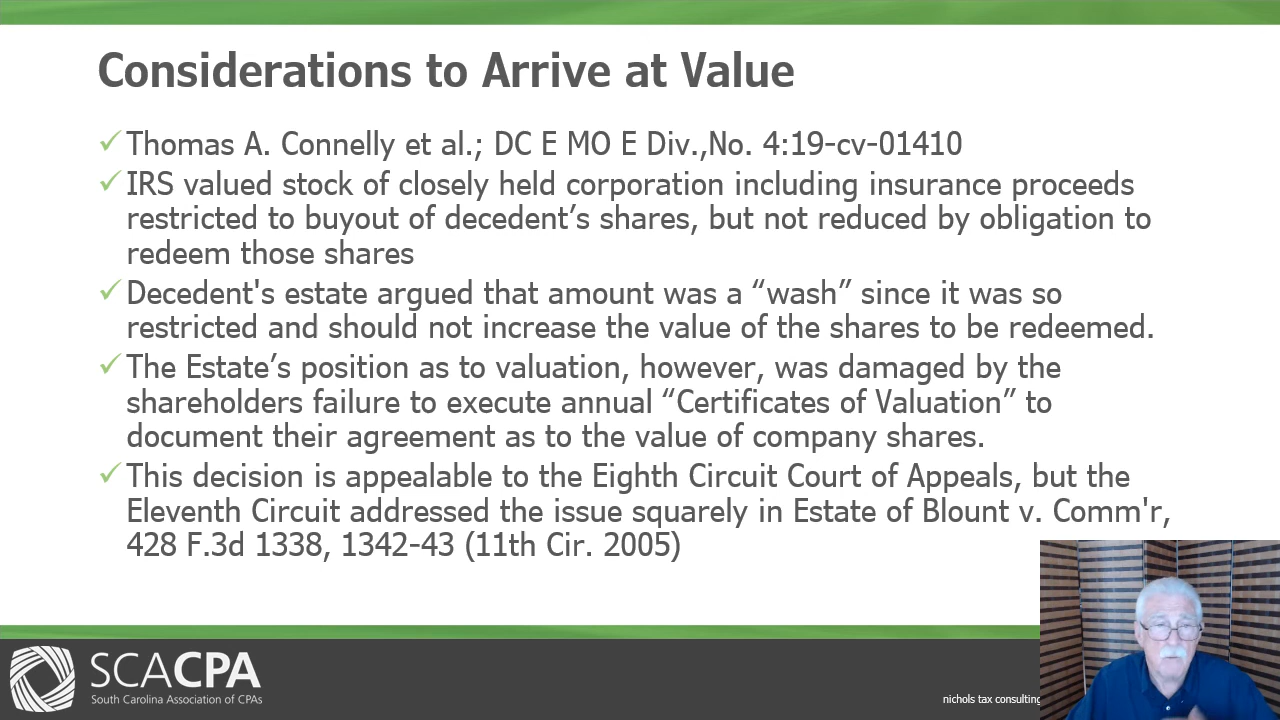 Considerations to Arrive at Value
✓ Thomas A. Connelly et al.; DC E MO E Div.,No. 4:19-cv-01410
✓ IRS valued stock of closely held corporation including insurance proceeds
restricted to buyout of decedent’s shares, but not reduced by obligation to
redeem those shares
✓ Decedent's estate argued that amount was a “wash” since it was so
restricted and should not increase the value of the shares to be redeemed.
✓ The Estate’s position as to valuation, however, was damaged by the
shareholders failure to execute annual “Certificates of Valuation” to
document their agreement as to the value of company shares.
✓ This decision is appealable to the Eighth Circuit Court of Appeals, but the
Eleventh Circuit addressed the issue squarely in Estate of Blount v. Comm'r,
428 F.3d 1338, 1342-43 (11th Cir. 2005)
SCACPA
South Carolina Association of CPAs
nichols tax consulting